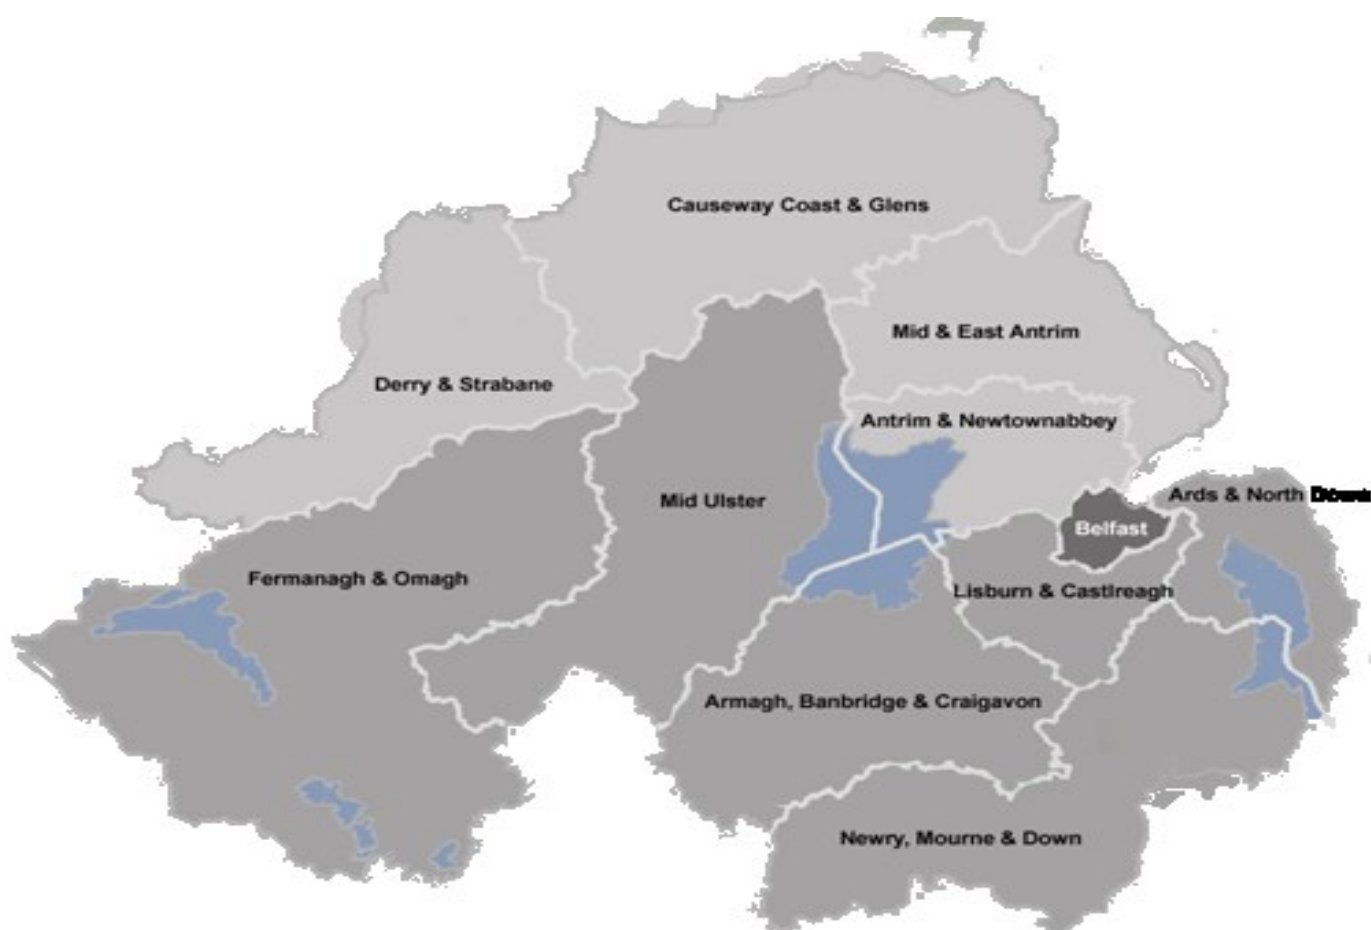 Causeway Coast & Glens
Mid & East Antrim
Derry & Strabane
Antrim & Newtownabbey
Mid Ulster
Ards & North Down
Belfast
Fermanagh & Omagh
Lisburn & Castlreagh
Armagh, Banbridge & Craigavon
Newry, Mourne & Down